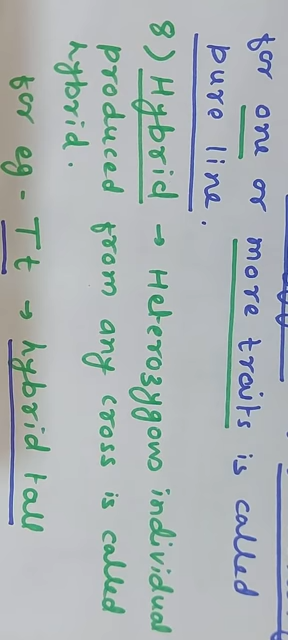 for one or more traits is called
pure line.
8) Hybrid → Heterozygous individual
produced from any cross is called
hybrid.
for eg - Tt → hybrid tall